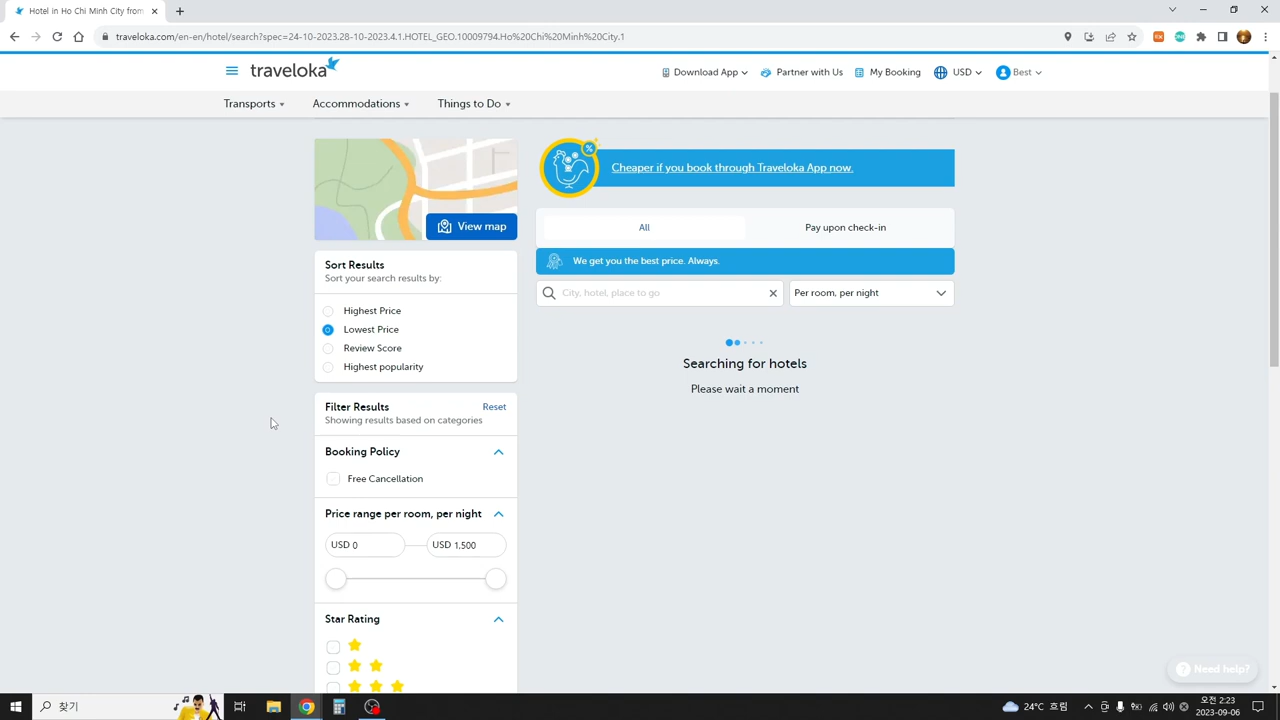 Hotel in Ho Chi Minh City from
traveloka.com/en-en/hotel/search?spec=24-10-2023.28-10-2023.4.1.HOTEL_GEO.10009794.Ho%20Chi%20Minh%20City.1
traveloka
Download App
Partner with Us
My Booking
USD
Best
Transports
Accommodations
Things to Do
View map
Cheaper if you book through Traveloka App now.
All
Pay upon check-in
We get you the best price. Always.
City, hotel, place to go
Per room, per night
Sort Results
Sort your search results by:
Highest Price
Lowest Price
Review Score
Highest popularity
Searching for hotels
Please wait a moment
Filter Results
Reset
Showing results based on categories
Booking Policy
Free Cancellation
Price range per room, per night
USD 0
USD 1,500
Star Rating
Need help?
찾기
24°C 흐림
오전 2:23
2023-09-06